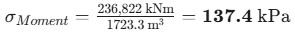 σ_Moment = 236,822 kNm / 1723.3 m³ = 137.4 kPa